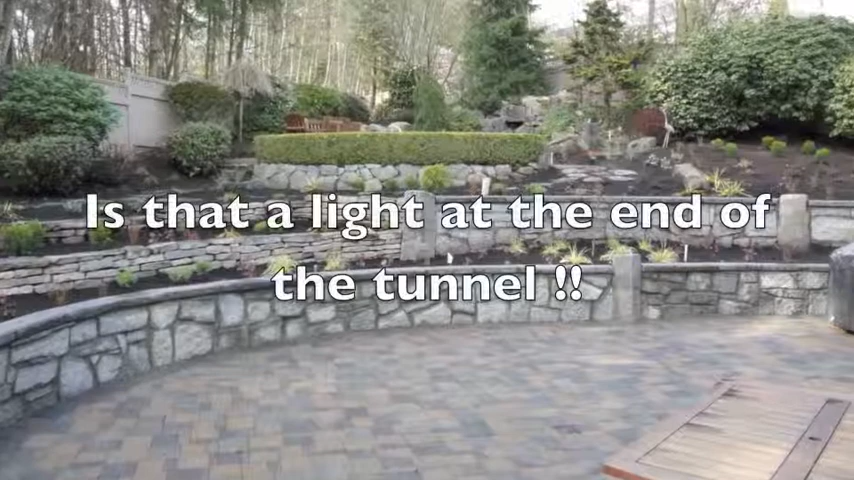 Is that a light at the end of
the tunnel !!